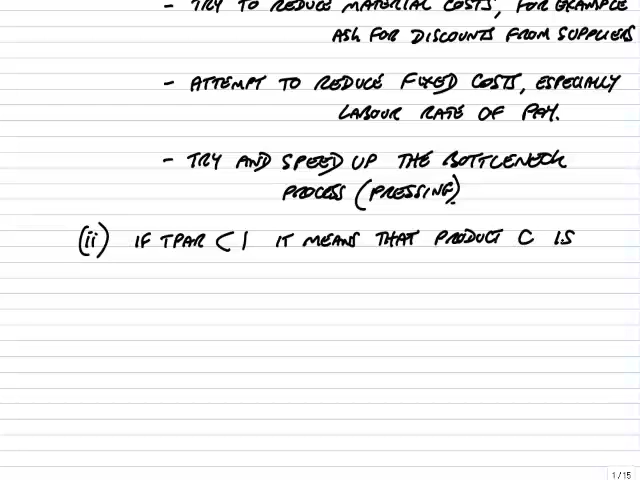 - TRY TO REDUCE MATERIAL COSTS, FOR EXAMPLE
ASK FOR DISCOUNTS FROM SUPPLIERS
- ATTEMPT TO REDUCE FIXED COSTS, ESPECIALLY
LABOUR RATE OF PAY.
- TRY AND SPEED UP THE BOTTLENECK
PROCESS (PRESSING).
(ii) IF TPAR < 1 IT MEANS THAT PRODUCT C IS
1 / 15